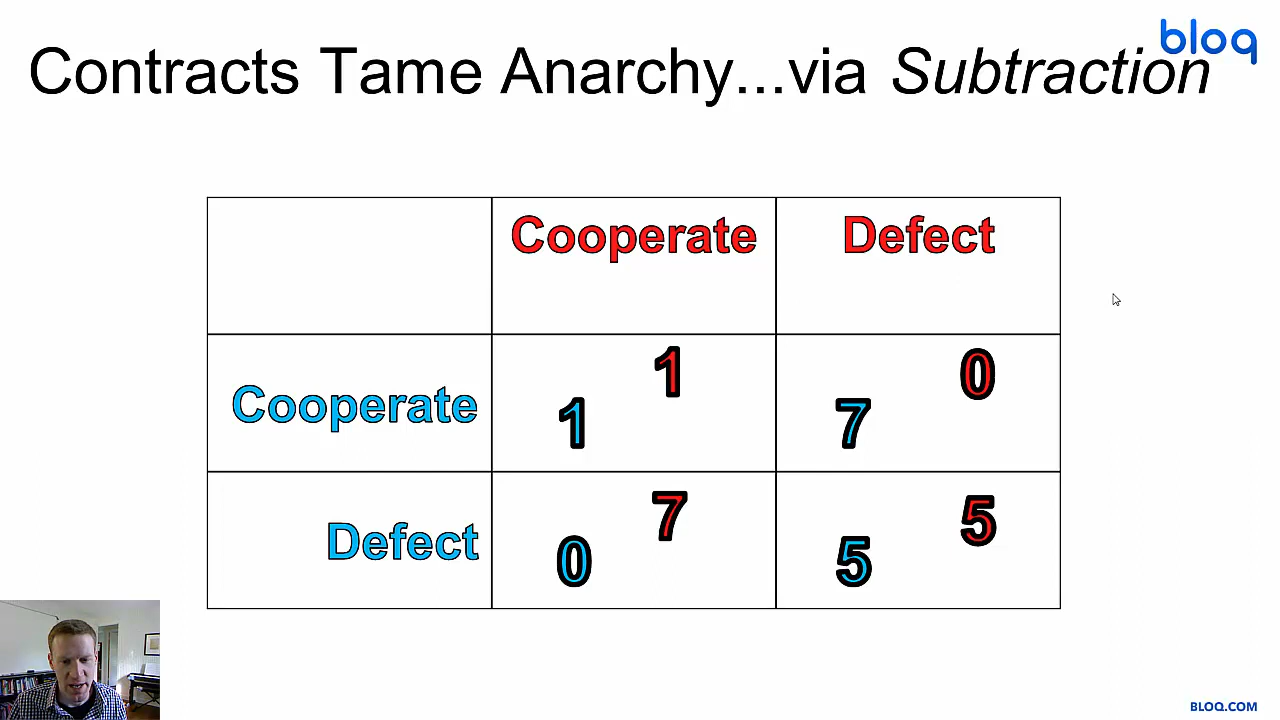 bloq
Contracts Tame Anarchy...via Subtraction
Cooperate Defect
Cooperate 1 1 7 0
Defect 0 7 5 5
BLOQ.COM